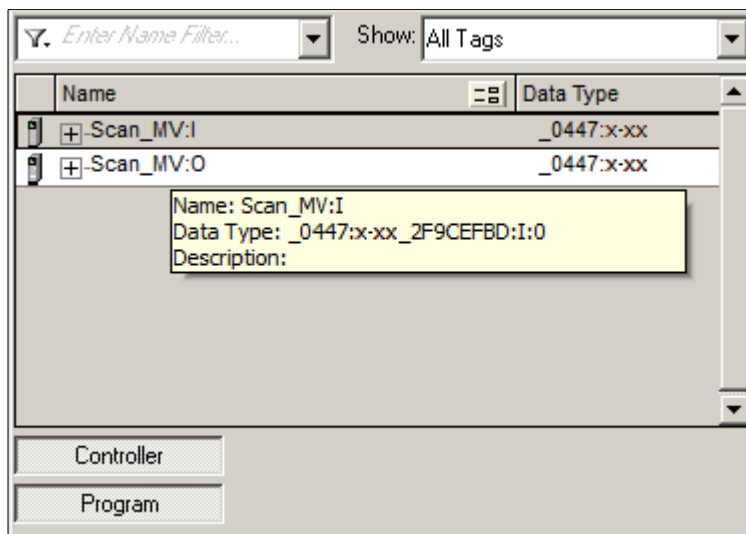 Enter Name Filter... Show: All Tags
Name Data Type
Scan_MV:I _0447:x-xx
Scan_MV:O _0447:x-xx
Name: Scan_MV:I
Data Type: _0447:x-xx_2F9CEFBD:I:0
Description:
Controller
Program